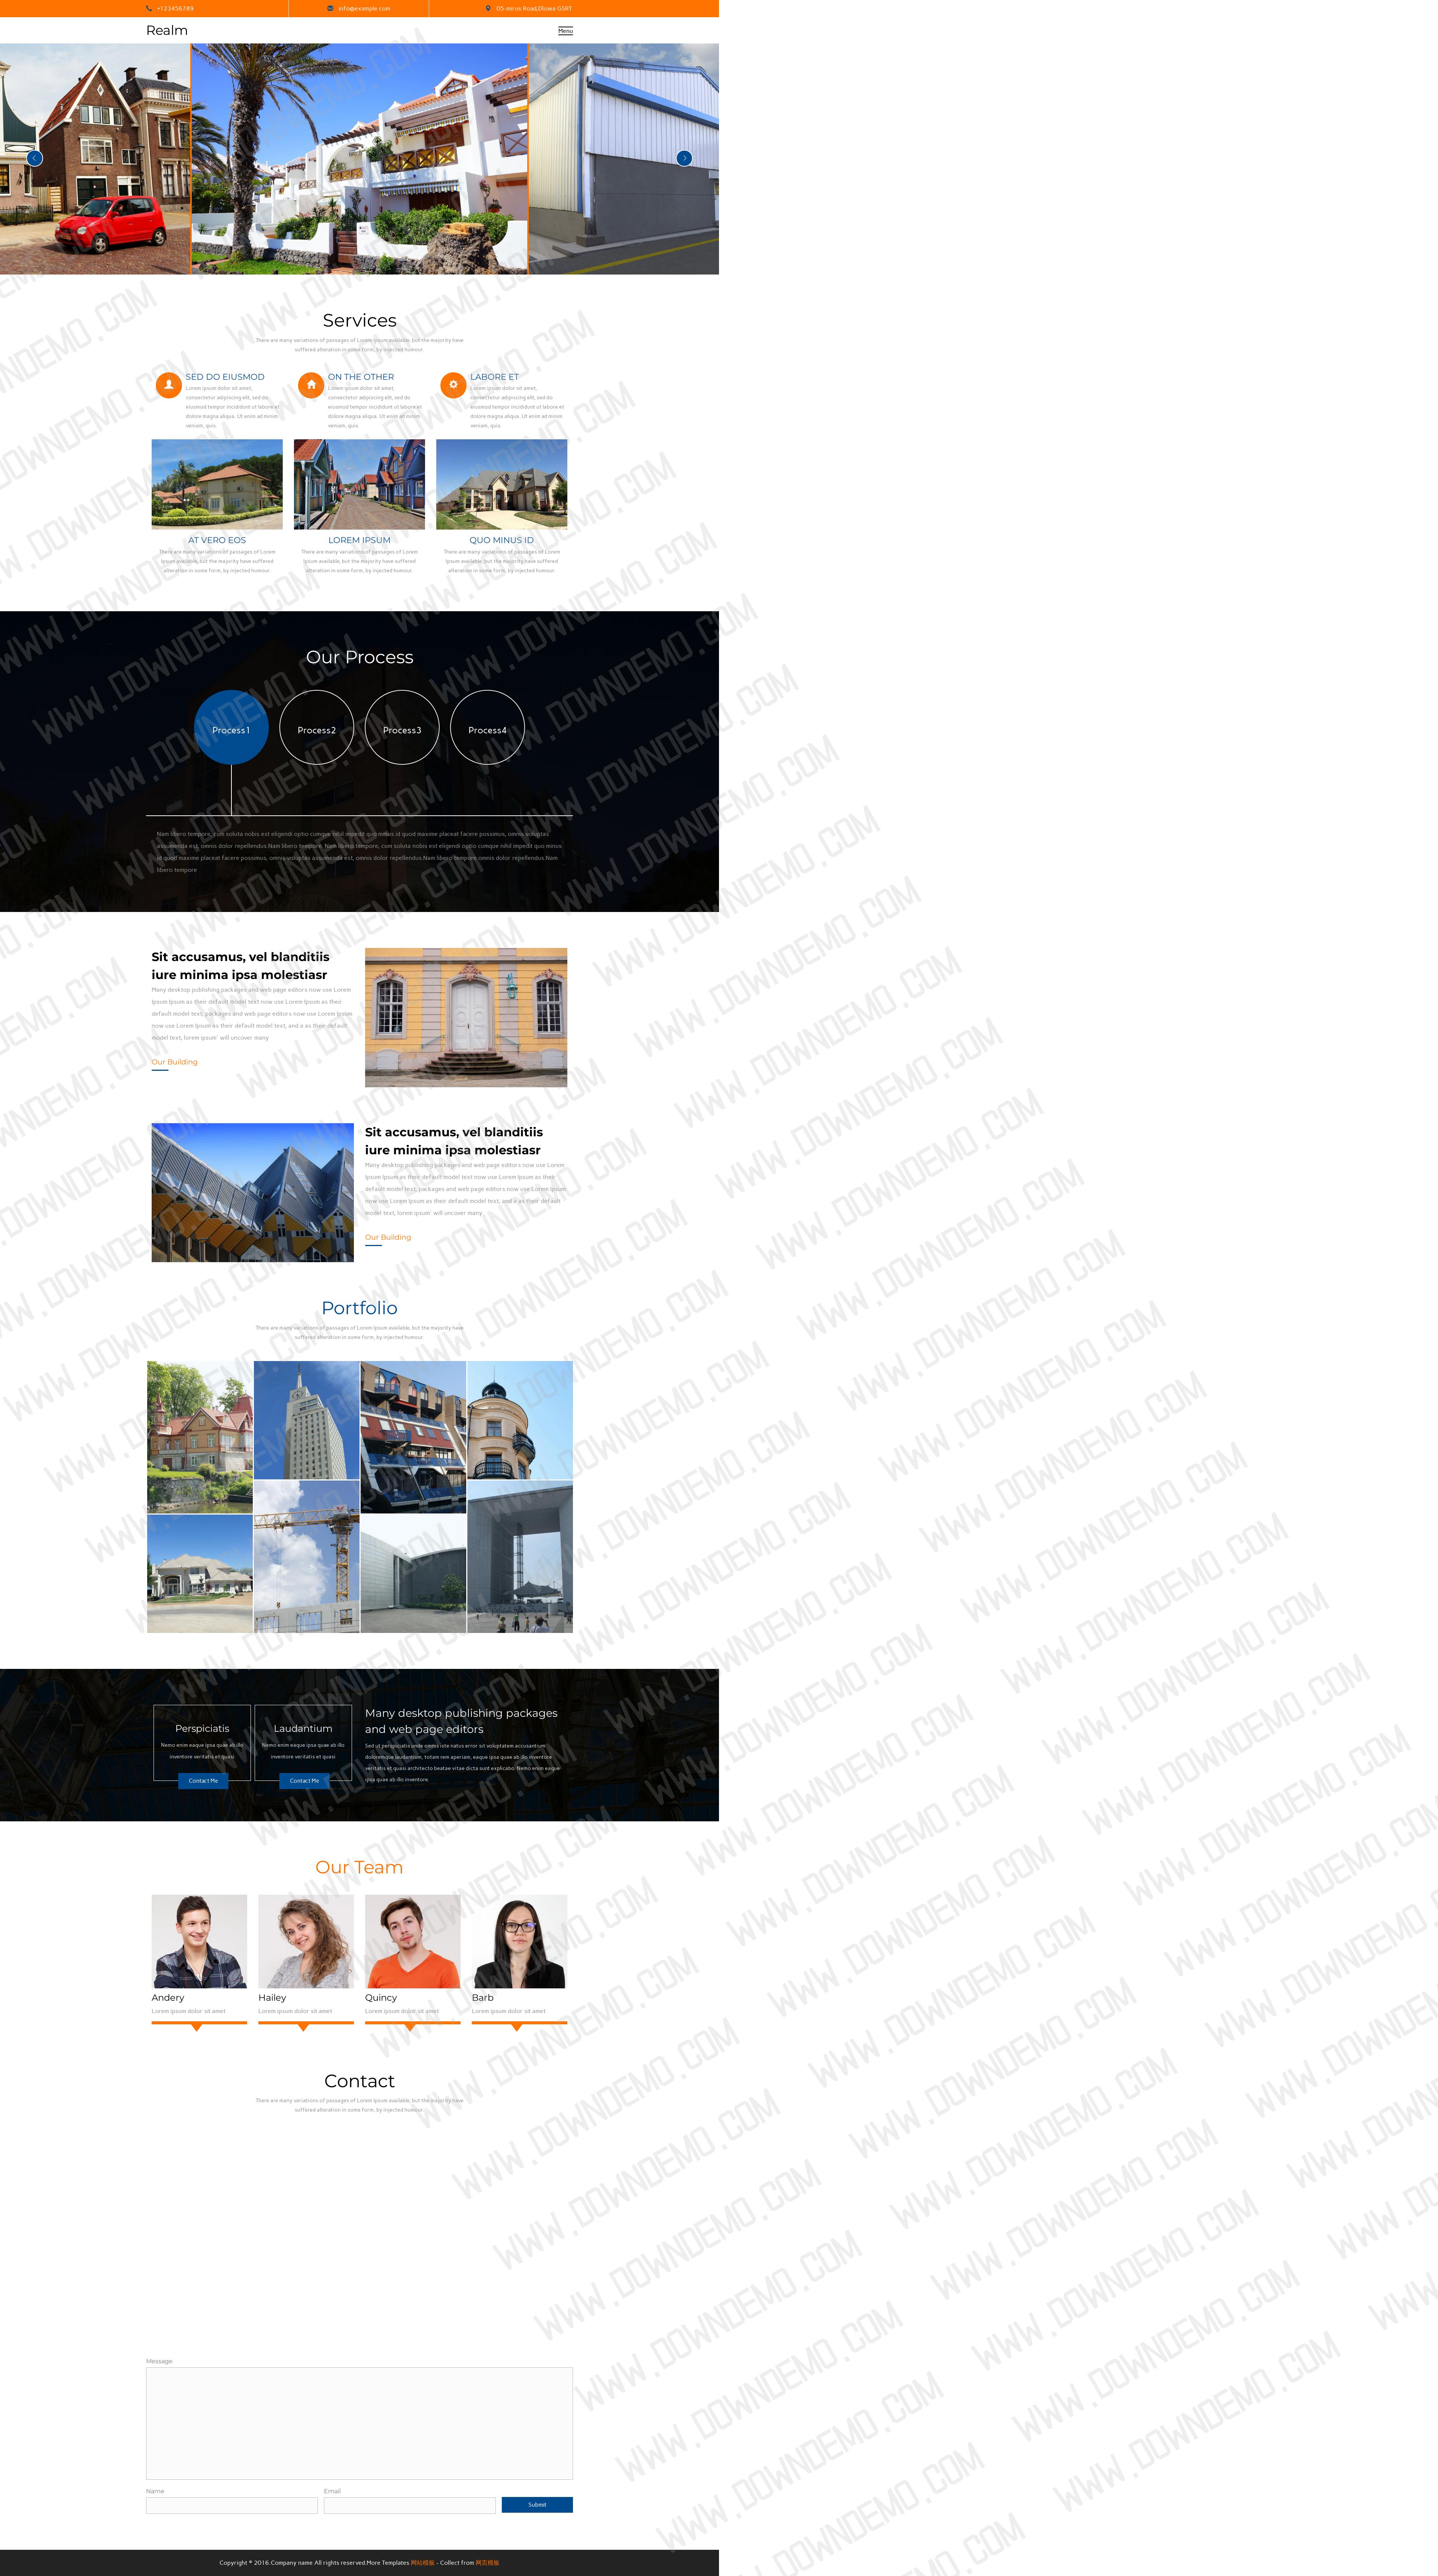 +123456789
info@example.com
05-mirus Road,Dlowa GSRT
Realm
Menu
Services
There are many variations of passages of Lorem Ipsum available, but the majority have
suffered alteration in some form, by injected humour.
SED DO EIUSMOD
Lorem ipsum dolor sit amet,
consectetur adipiscing elit, sed do
eiusmod tempor incididunt ut labore et
dolore magna aliqua. Ut enim ad minim
veniam, quis.
ON THE OTHER
Lorem ipsum dolor sit amet,
consectetur adipiscing elit, sed do
eiusmod tempor incididunt ut labore et
dolore magna aliqua. Ut enim ad minim
veniam, quis.
LABORE ET
Lorem ipsum dolor sit amet,
consectetur adipiscing elit, sed do
eiusmod tempor incididunt ut labore et
dolore magna aliqua. Ut enim ad minim
veniam, quis.
AT VERO EOS
There are many variations of passages of Lorem
Ipsum available, but the majority have suffered
alteration in some form, by injected humour.
LOREM IPSUM
There are many variations of passages of Lorem
Ipsum available, but the majority have suffered
alteration in some form, by injected humour.
QUO MINUS ID
There are many variations of passages of Lorem
Ipsum available, but the majority have suffered
alteration in some form, by injected humour.
Our Process
Process1
Process2
Process3
Process4
Nam libero tempore, cum soluta nobis est eligendi optio cumque nihil impedit quo minus id quod maxime placeat facere possimus, omnis voluptas
assumenda est, omnis dolor repellendus.Nam libero tempore. Nam libero tempore, cum soluta nobis est eligendi optio cumque nihil impedit quo minus
id quod maxime placeat facere possimus, omnis voluptas assumenda est, omnis dolor repellendus.Nam libero tempore omnis dolor repellendus.Nam
libero tempore
Sit accusamus, vel blanditiis
iure minima ipsa molestiasr
Many desktop publishing packages and web page editors now use Lorem
Ipsum Ipsum as their default model text now use Lorem Ipsum as their
default model text, packages and web page editors now use Lorem Ipsum
now use Lorem Ipsum as their default model text, and a as their default
model text, lorem ipsum' will uncover many
Our Building
Sit accusamus, vel blanditiis
iure minima ipsa molestiasr
Many desktop publishing packages and web page editors now use Lorem
Ipsum Ipsum as their default model text now use Lorem Ipsum as their
default model text, packages and web page editors now use Lorem Ipsum
now use Lorem Ipsum as their default model text, and a as their default
model text, lorem ipsum' will uncover many
Our Building
Portfolio
There are many variations of passages of Lorem Ipsum available, but the majority have
suffered alteration in some form, by injected humour.
Perspiciatis
Nemo enim eaque ipsa quae ab illo
inventore veritatis et quasi
Contact Me
Laudantium
Nemo enim eaque ipsa quae ab illo
inventore veritatis et quasi
Contact Me
Many desktop publishing packages
and web page editors
Sed ut perspiciatis unde omnis iste natus error sit voluptatem accusantium
doloremque laudantium, totam rem aperiam, eaque ipsa quae ab illo inventore
veritatis et quasi architecto beatae vitae dicta sunt explicabo. Nemo enim eaque
ipsa quae ab illo inventore.
Our Team
Andery
Lorem ipsum dolor sit amet
Hailey
Lorem ipsum dolor sit amet
Quincy
Lorem ipsum dolor sit amet
Barb
Lorem ipsum dolor sit amet
Contact
There are many variations of passages of Lorem Ipsum available, but the majority have
suffered alteration in some form, by injected humour.
Message
Name
Email
Submit
Copyright © 2016.Company name All rights reserved.More Templates 网站模板 - Collect from 网页模板
WWW.DOWNDEMO.COM